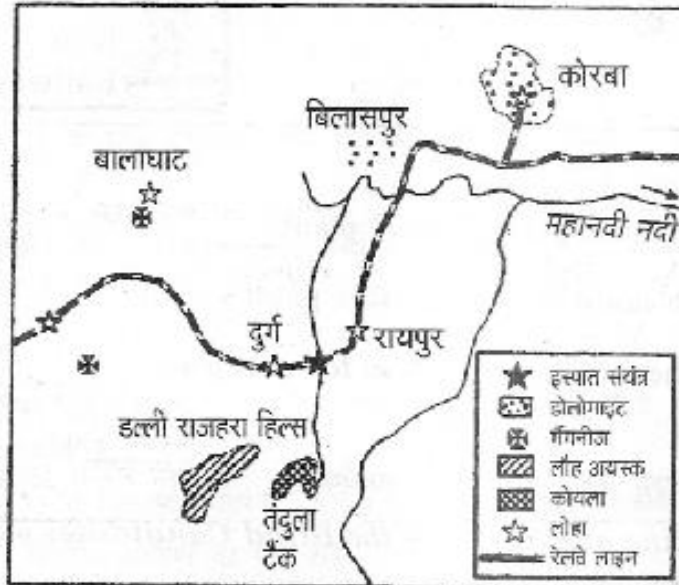 कोरबा
बिलासपुर
बालाघाट
महानदी नदी
दुर्ग
रायपुर
डल्ली राजहरा हिल्स
तंदुला
टैंक
इस्पात संयंत्र
डोलोमाइट
मैंगनीज
लौह अयस्क
कोयला
लोहा
रेलवे लाइन